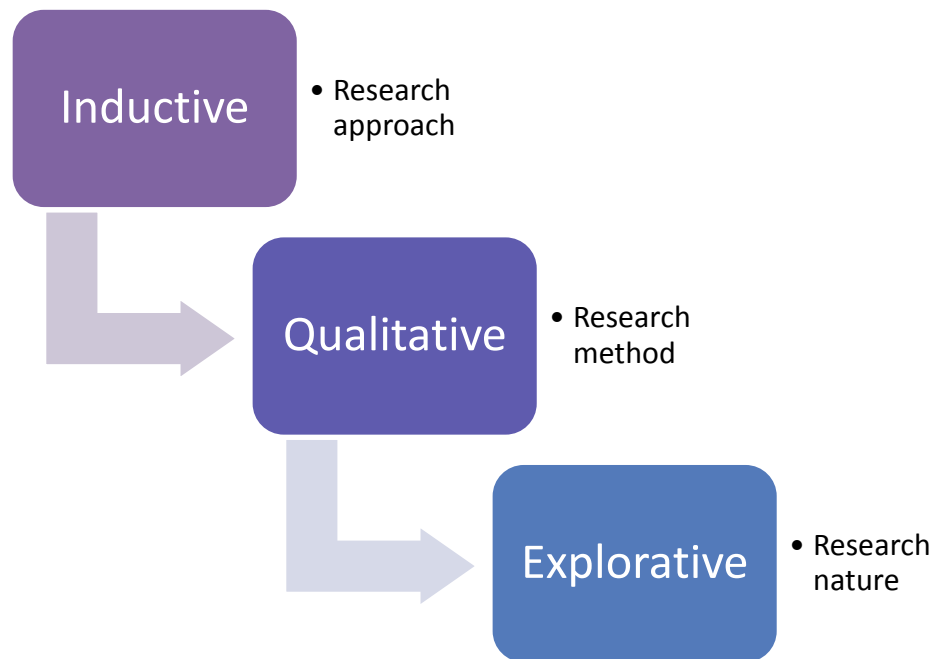 Inductive
• Research
approach
Qualitative
• Research
method
Explorative
• Research
nature